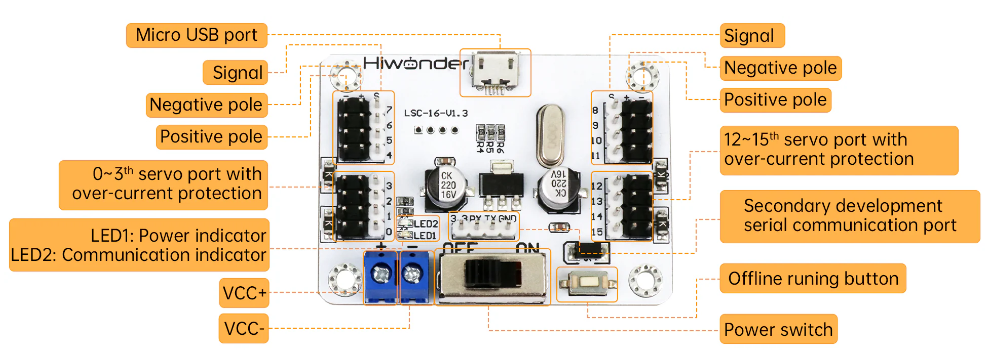 Micro USB port
Signal
Negative pole
Positive pole
0~3th servo port with
over-current protection
LED1: Power indicator
LED2: Communication indicator
VCC+
VCC-
Hiwonder
LSC-16-V1.3
- + S
7
6
5
4
3
2
1
0
R4 R5 R6
CK
220
16V
CK
220
16V
LED2
LED1
3.3 RX TX GND
+ -
OFF ON
S + -
8
9
10
11
12
13
14
15
Signal
Negative pole
Positive pole
12~15th servo port with
over-current protection
Secondary development
serial communication port
Offline runing button
Power switch